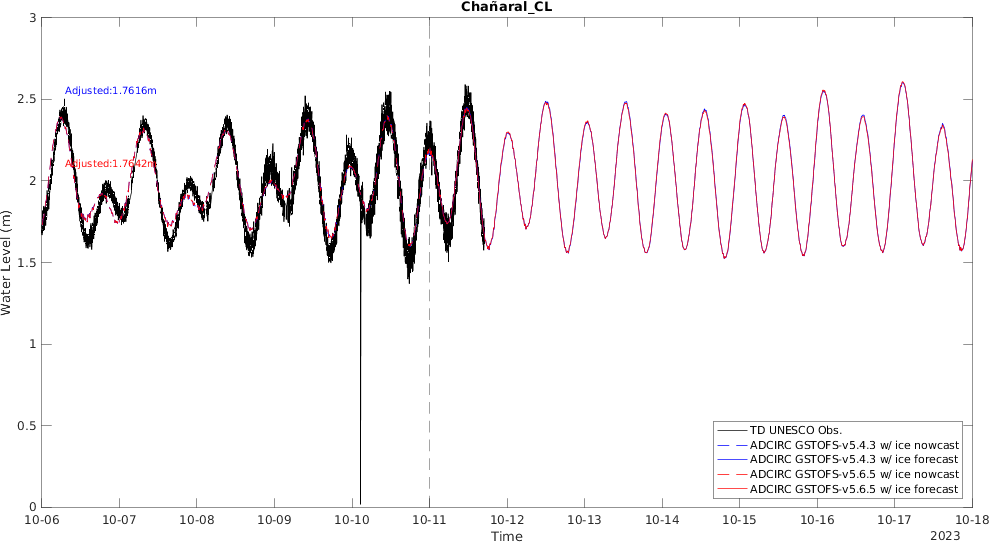 Chañaral_CL
3
2.5
2
1.5
1
0.5
0
Water Level (m)
Adjusted:1.7616m
Adjusted:1.7642m
TD UNESCO Obs.
ADCIRC GSTOFS-v5.4.3 w/ ice nowcast
ADCIRC GSTOFS-v5.4.3 w/ ice forecast
ADCIRC GSTOFS-v5.6.5 w/ ice nowcast
ADCIRC GSTOFS-v5.6.5 w/ ice forecast
10-06 10-07 10-08 10-09 10-10 10-11 10-12 10-13 10-14 10-15 10-16 10-17 10-18
Time
2023